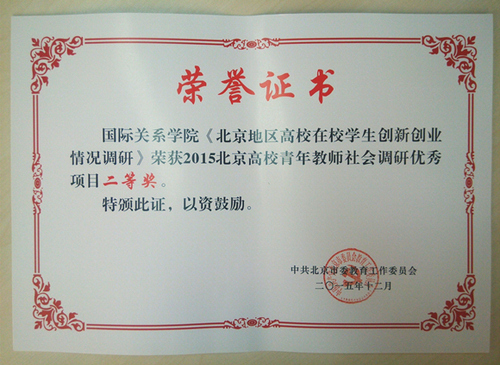 荣誉证书
国际关系学院《北京地区高校在校学生创新创业
情况调研》荣获2015北京高校青年教师社会调研优秀
项目二等奖。
特颁此证，以资鼓励。
中共北京市委教育工作委员会
二〇一五年十二月